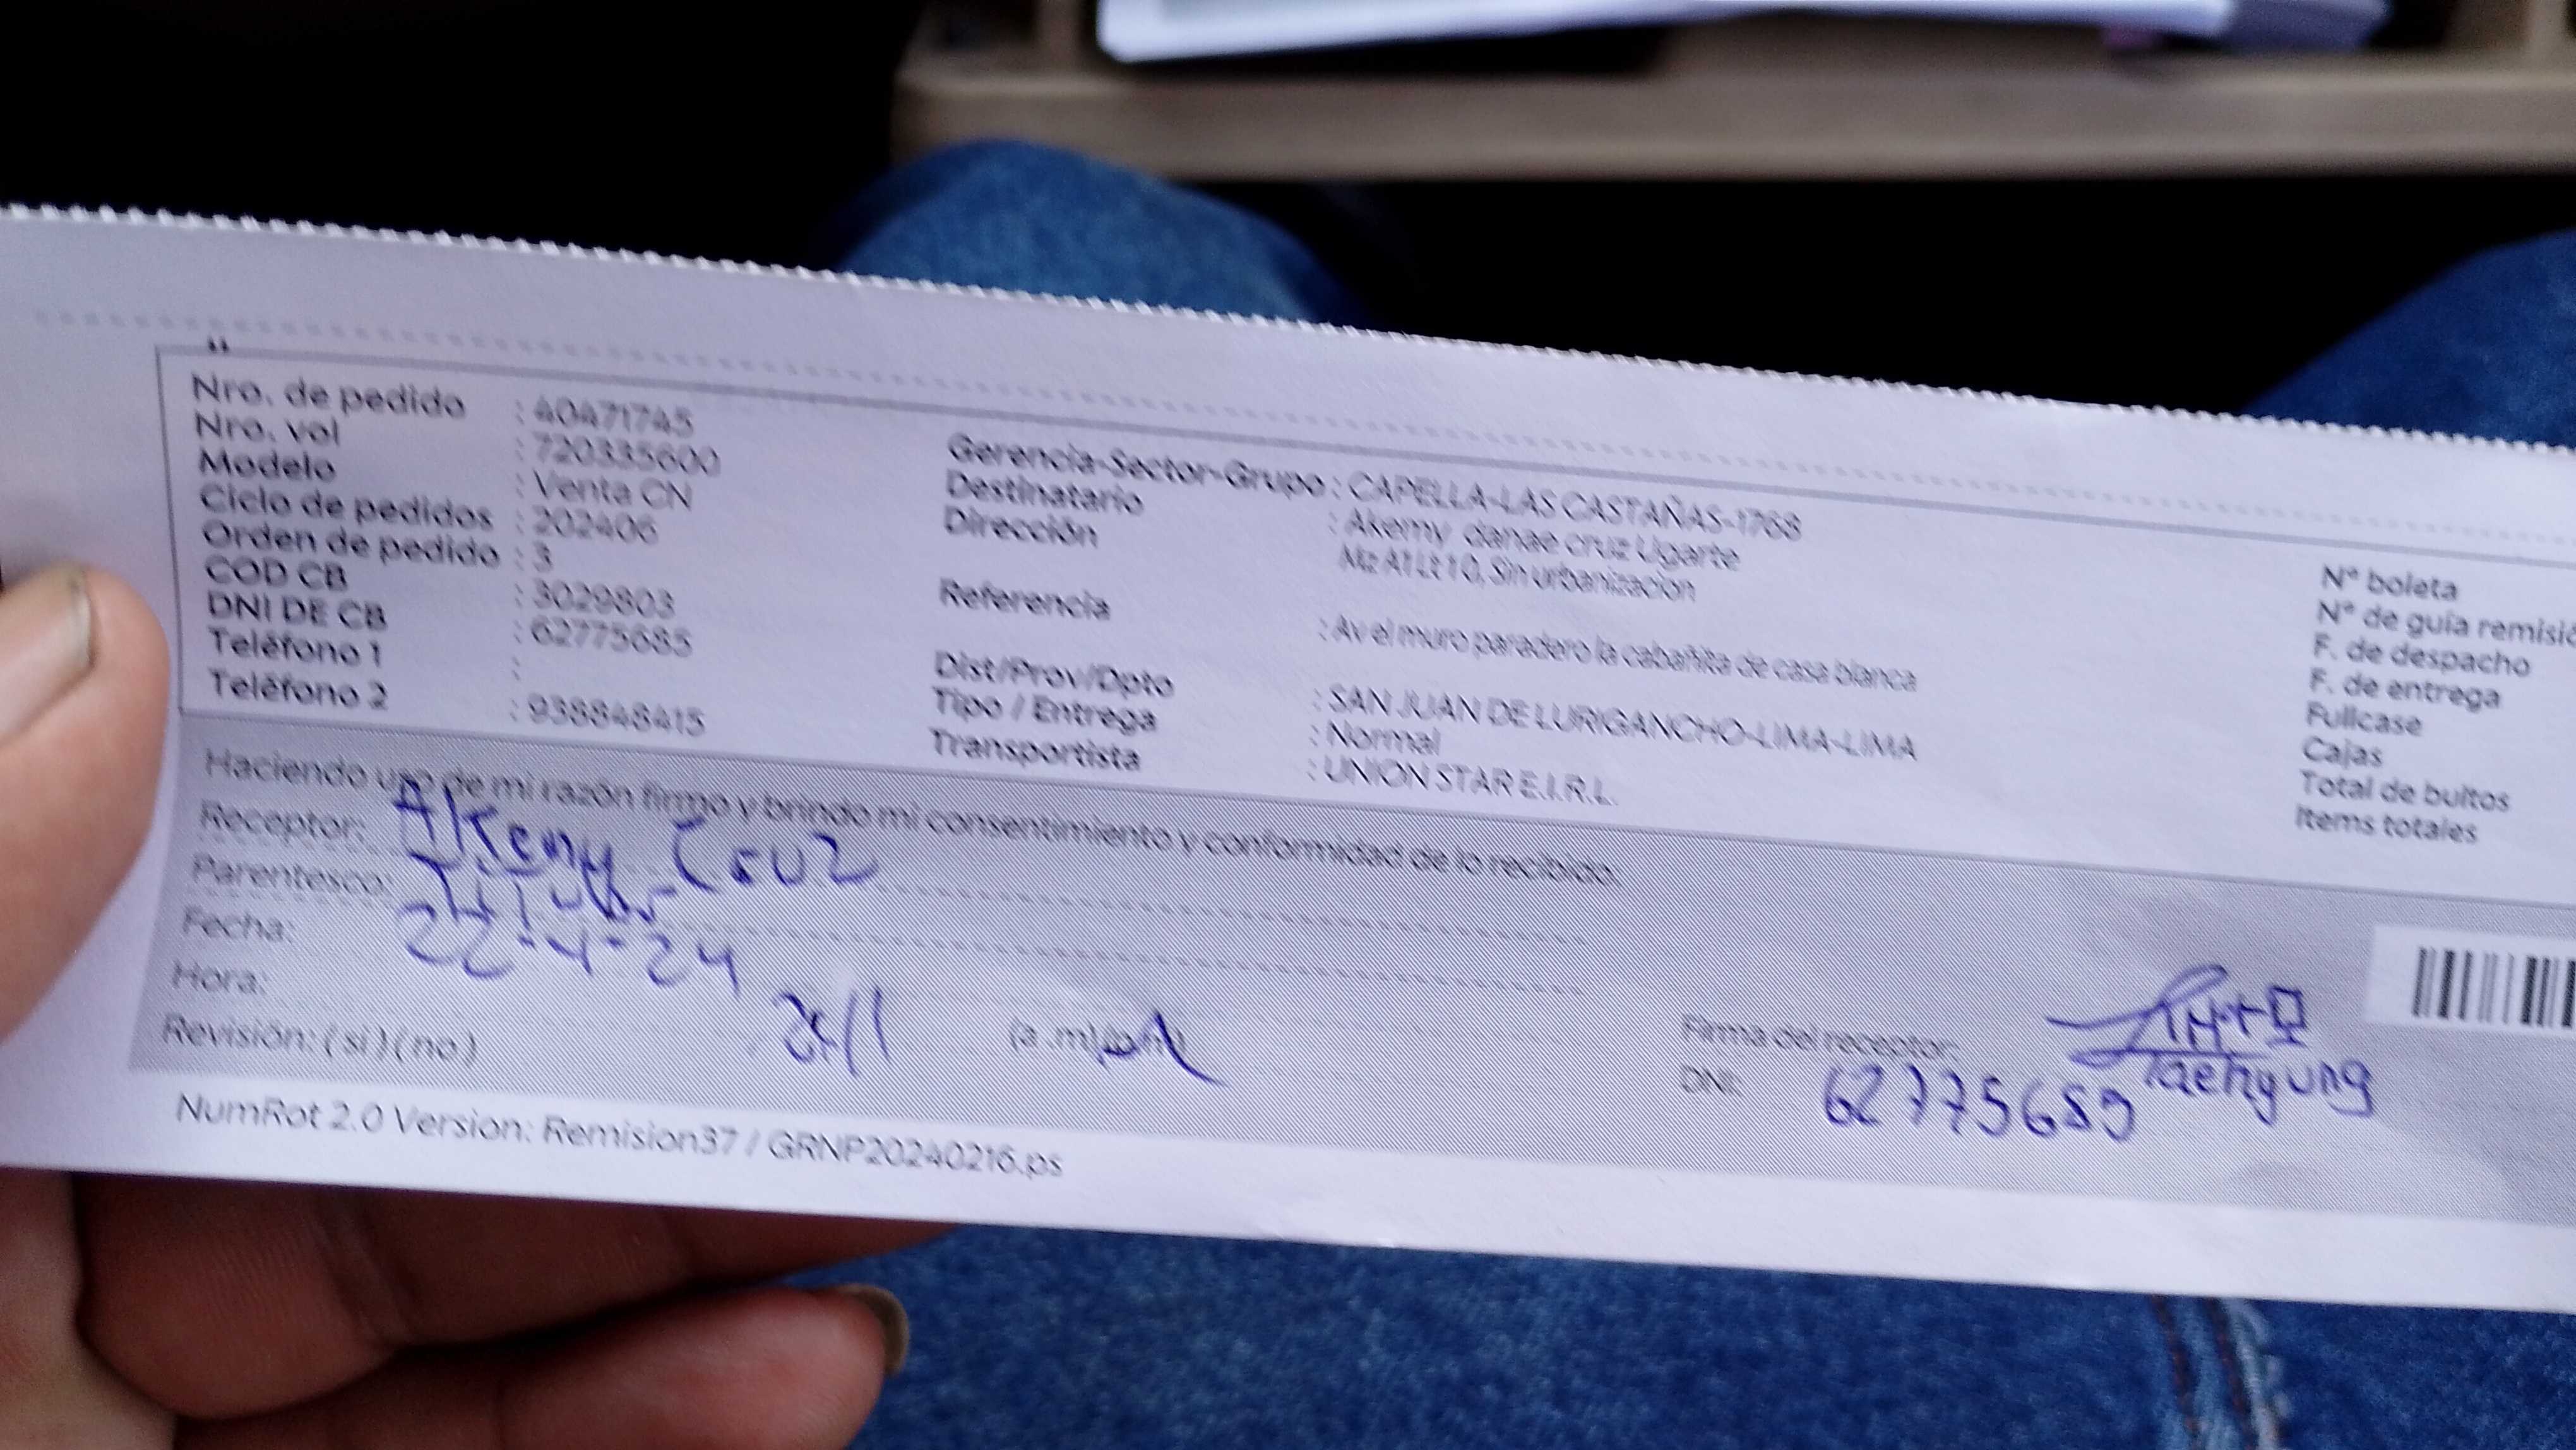 Nro. de pedido : 40471745
Nro. vol : 720335600
Modelo : Venta CN
Ciclo de pedidos : 202406
Orden de pedido : 3
COD CB : 3029803
DNI DE CB : 62775685
Teléfono 1 :
Teléfono 2 : 938848415
Gerencia-Sector-Grupo : CAPELLA-LAS CASTAÑAS-1768
Destinatario : Akemy danae cruz Ugarte
Dirección Mz A1 Lt 10, Sin urbanizacion
Referencia : Av el muro paradero la cabañita de casa blanca
Dist/Prov/Dpto : SAN JUAN DE LURIGANCHO-LIMA-LIMA
Tipo / Entrega : Normal
Transportista : UNION STAR E.I.R.L.
N° boleta
N° de guía remisió
F. de despacho
F. de entrega
Fullcase
Cajas
Total de bultos
Items totales
Haciendo uso de mi razón firmo y brindo mi consentimiento y conformidad de lo recibido:
Receptor: AKemy Cruz
Parentesco:
Fecha: 22-4-24
Hora: (a .m)
Revisión: ( si ) ( no )
Firma del receptor: Taehyung
DNI: 62775685
NumRot 2.0 Version: Remision37 / GRNP20240216.ps